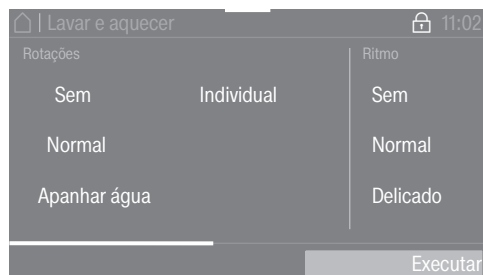 | Lavar e aquecer 11:02
Rotações Ritmo
Sem Individual Sem
Normal Normal
Apanhar água Delicado
Executar